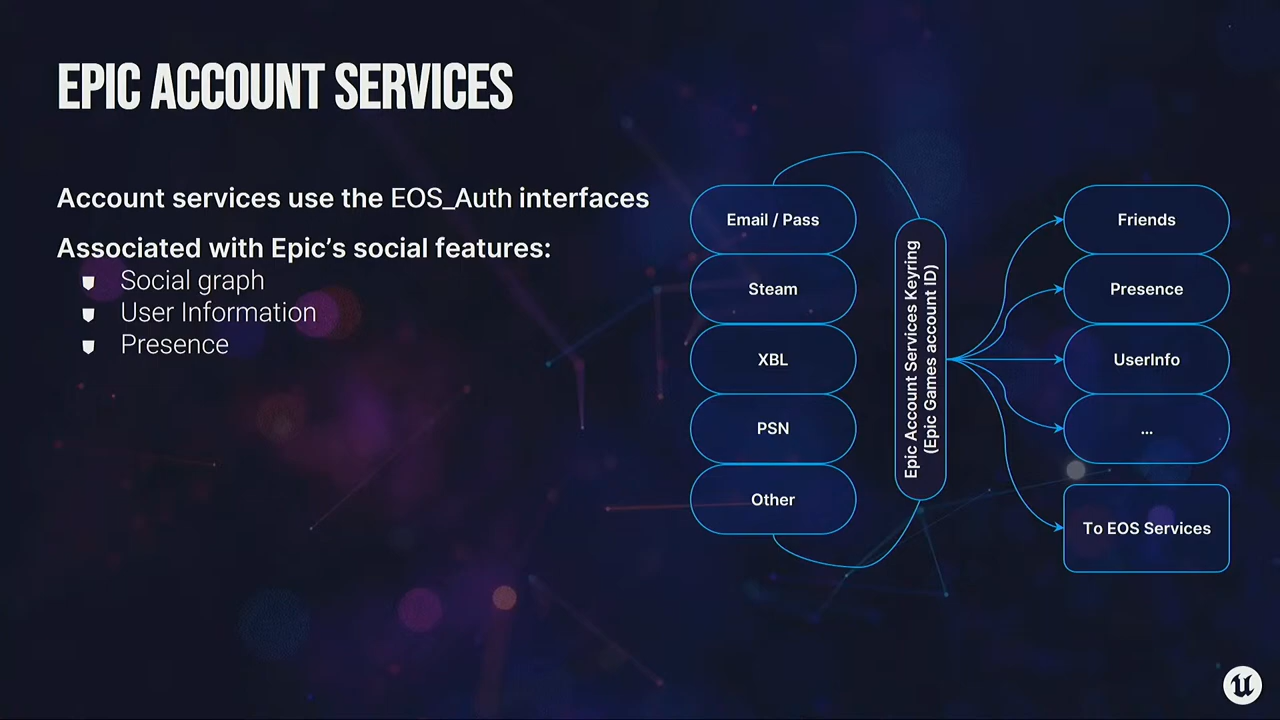 EPIC ACCOUNT SERVICES
Account services use the EOS_Auth interfaces
Associated with Epic’s social features:
Social graph
User Information
Presence
Email / Pass
Steam
XBL
PSN
Other
Epic Account Services Keyring
(Epic Games account ID)
Friends
Presence
UserInfo
...
To EOS Services